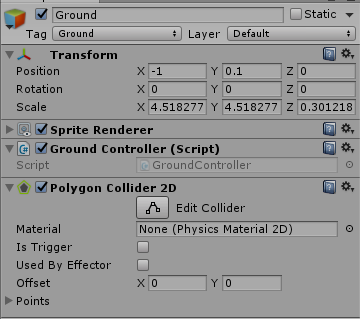 Ground Static
Tag Ground Layer Default
Transform
Position X -1 Y 0.1 Z 0
Rotation X 0 Y 0 Z 0
Scale X 4.518277 Y 4.518277 Z 0.301218
Sprite Renderer
Ground Controller (Script)
Script GroundController
Polygon Collider 2D
Edit Collider
Material None (Physics Material 2D)
Is Trigger
Used By Effector
Offset X 0 Y 0
Points